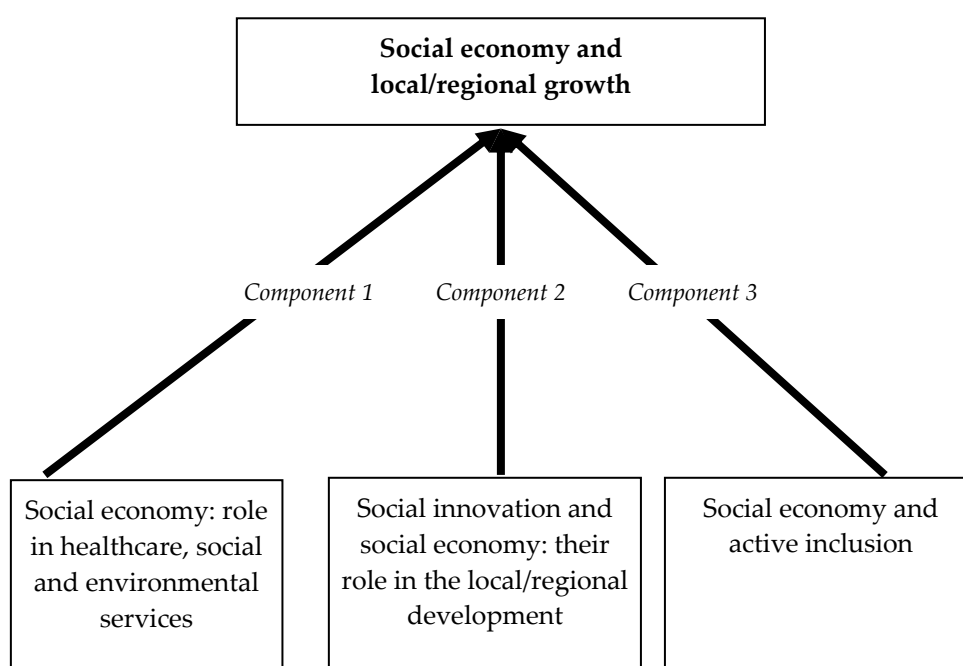 Social economy and
local/regional growth
Component 1
Component 2
Component 3
Social economy: role
in healthcare, social
and environmental
services
Social innovation and
social economy: their
role in the local/regional
development
Social economy and
active inclusion